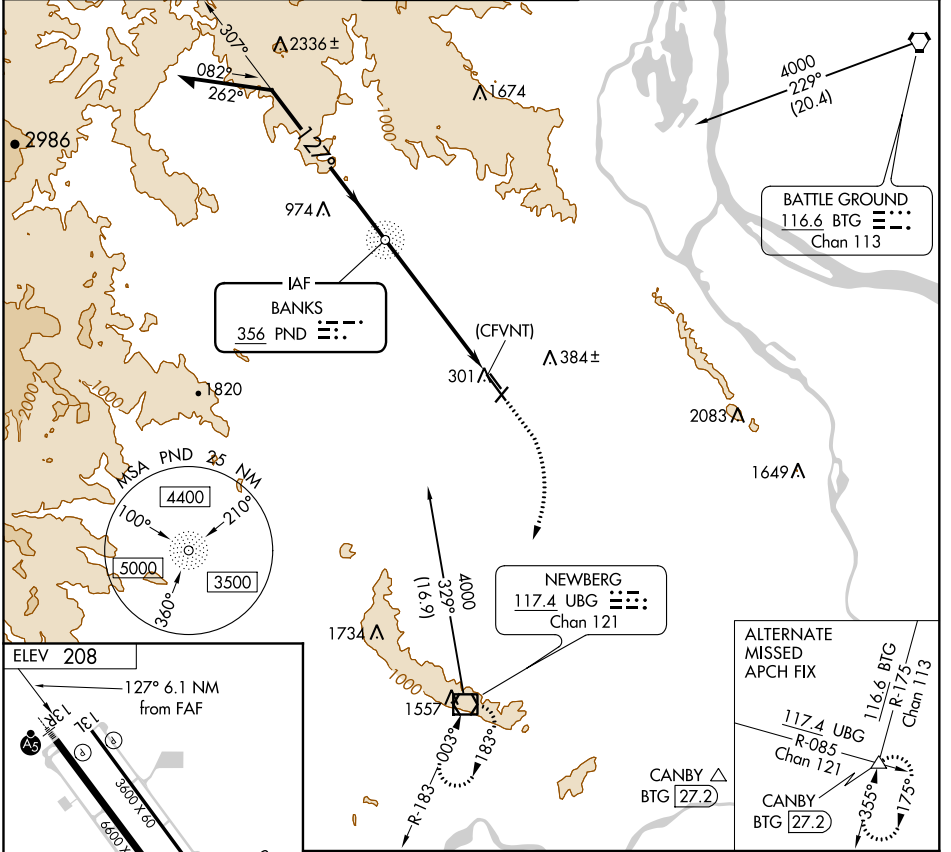 307°
2336±
082°
262°
1674
1000
4000
229°
(20.4)
2986
127°
974
BATTLE GROUND
116.6 BTG
Chan 113
IAF
BANKS
356 PND
(CFVNT)
301
384±
1820
1000
2000
2083
1649
MSA PND 25 NM
4400
100°
210°
5000
3500
360°
4000
329°
(16.9)
NEWBERG
117.4 UBG
Chan 121
1734
1000
1557
R-183
003°
183°
CANBY
BTG 27.2
ELEV 208
127° 6.1 NM
from FAF
13R
13L
A5
P
P
3600 X 60
6600 X
ALTERNATE
MISSED
APCH FIX
116.6 BTG
R-175
Chan 113
117.4 UBG
R-085
Chan 121
CANBY
BTG 27.2
355°
175°